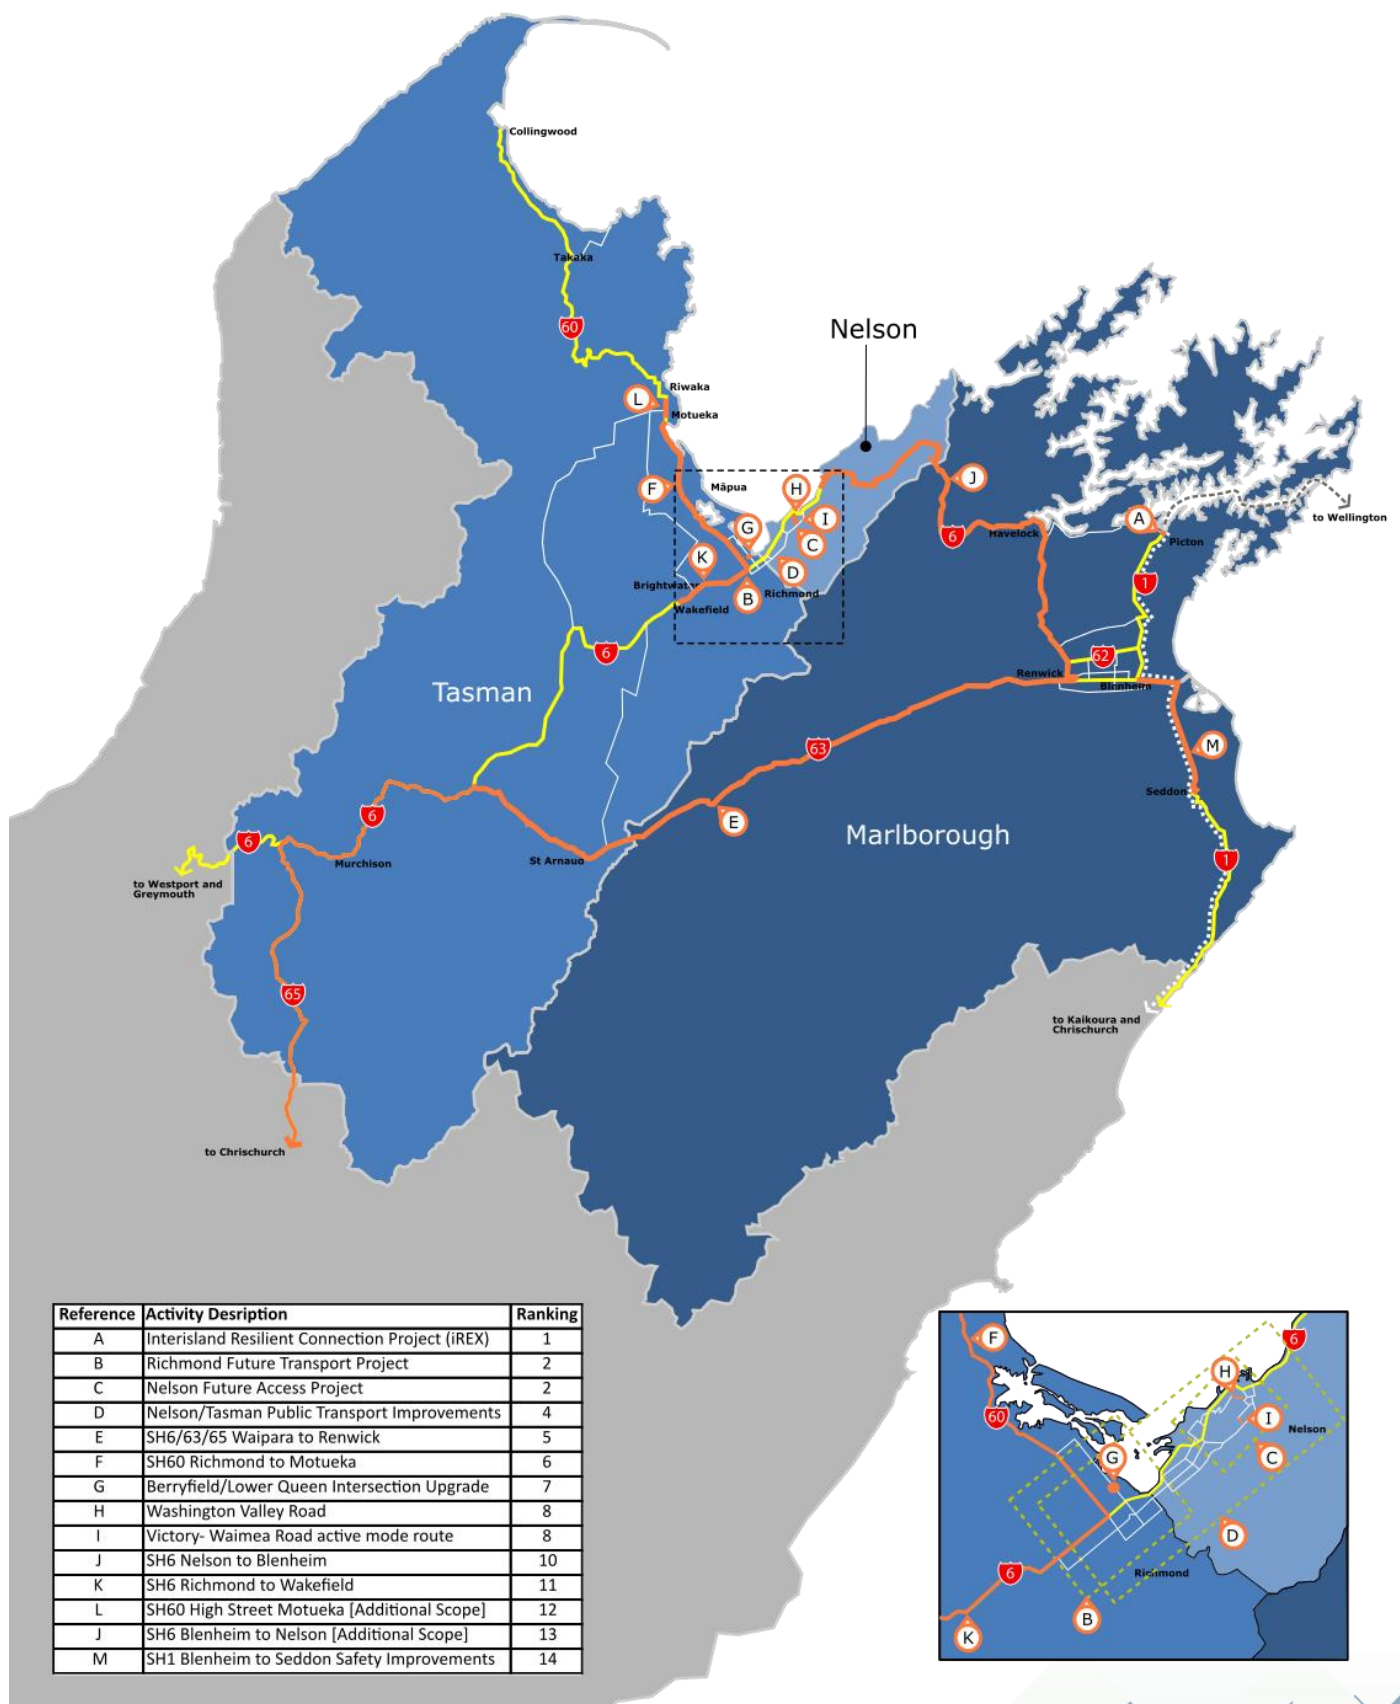 Collingwood
Takaka
60
Nelson
Riwaka
L
Motueka
F
Māpua
H
J
I
A
to Wellington
G
C
6
Havelock
Picton
K
D
1
Brightwater
B
Richmond
Wakefield
6
62
Renwick
Blenheim
Tasman
63
M
Seddon
6
E
Marlborough
6
Murchison
St Arnaud
1
to Westport and
Greymouth
65
to Kaikoura and
Chrischurch
to Chrischurch
Reference Activity Desription Ranking
A Interisland Resilient Connection Project (iREX) 1
B Richmond Future Transport Project 2
C Nelson Future Access Project 2
D Nelson/Tasman Public Transport Improvements 4
E SH6/63/65 Waipara to Renwick 5
F SH60 Richmond to Motueka 6
G Berryfield/Lower Queen Intersection Upgrade 7
H Washington Valley Road 8
I Victory- Waimea Road active mode route 8
J SH6 Nelson to Blenheim 10
K SH6 Richmond to Wakefield 11
L SH60 High Street Motueka [Additional Scope] 12
J SH6 Blenheim to Nelson [Additional Scope] 13
M SH1 Blenheim to Seddon Safety Improvements 14
F
6
H
60
I
Nelson
G
C
D
6
Richmond
B
K